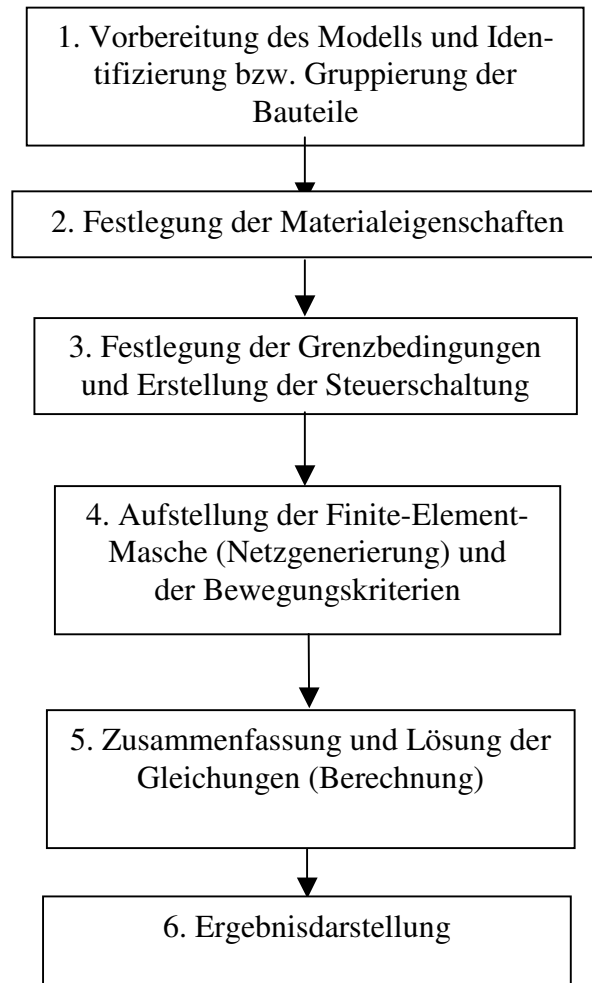 1. Vorbereitung des Modells und Iden-
tifizierung bzw. Gruppierung der
Bauteile
2. Festlegung der Materialeigenschaften
3. Festlegung der Grenzbedingungen
und Erstellung der Steuerschaltung
4. Aufstellung der Finite-Element-
Masche (Netzgenerierung) und
der Bewegungskriterien
5. Zusammenfassung und Lösung der
Gleichungen (Berechnung)
6. Ergebnisdarstellung